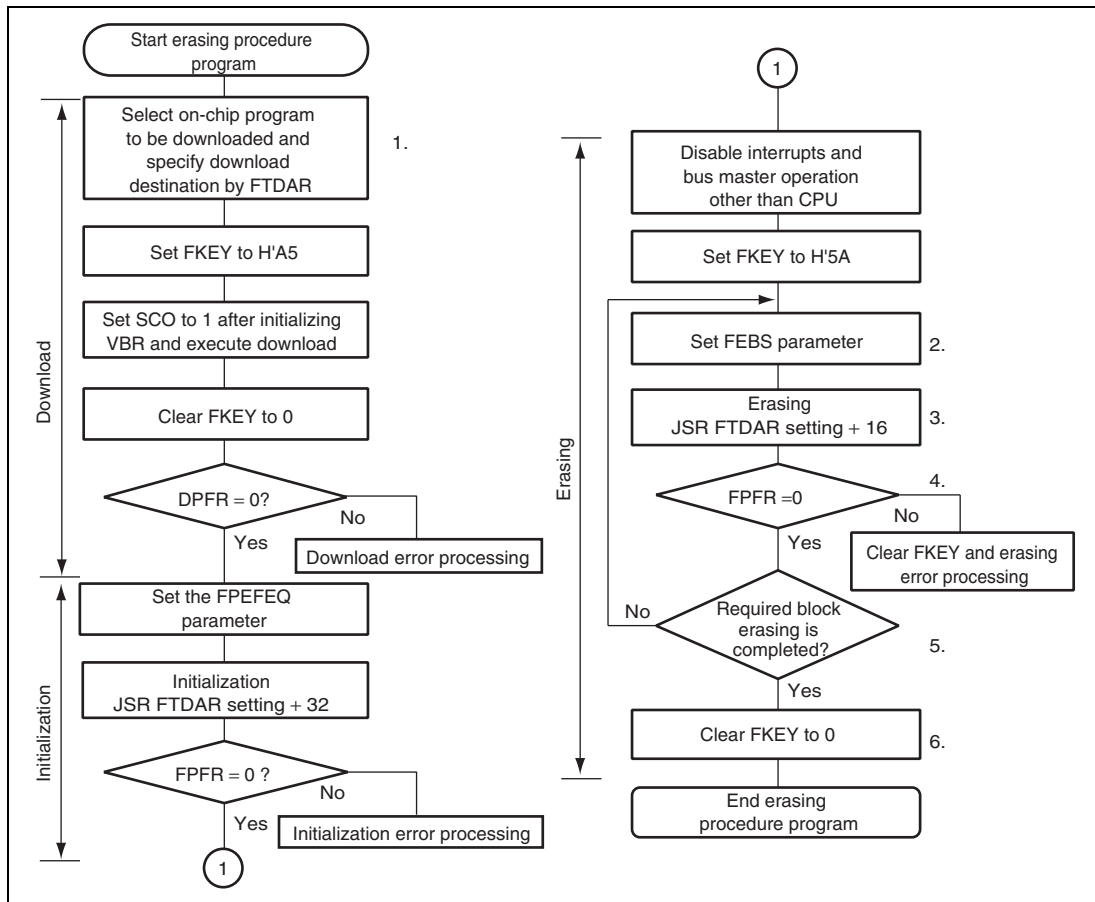 Start erasing procedure
program
Select on-chip program
to be downloaded and
specify download
destination by FTDAR
1.
Set FKEY to H'A5
Set SCO to 1 after initializing
VBR and execute download
Clear FKEY to 0
DPFR = 0?
No
Yes
Download error processing
Download
Set the FPEFEQ
parameter
Initialization
JSR FTDAR setting + 32
FPFR = 0 ?
No
Yes
Initialization error processing
Initialization
1
1
Disable interrupts and
bus master operation
other than CPU
Set FKEY to H'5A
Set FEBS parameter
2.
Erasing
JSR FTDAR setting + 16
3.
4.
FPFR =0
No
Yes
Clear FKEY and erasing
error processing
No
Required block
erasing is
completed?
5.
Yes
Clear FKEY to 0
6.
Erasing
End erasing
procedure program